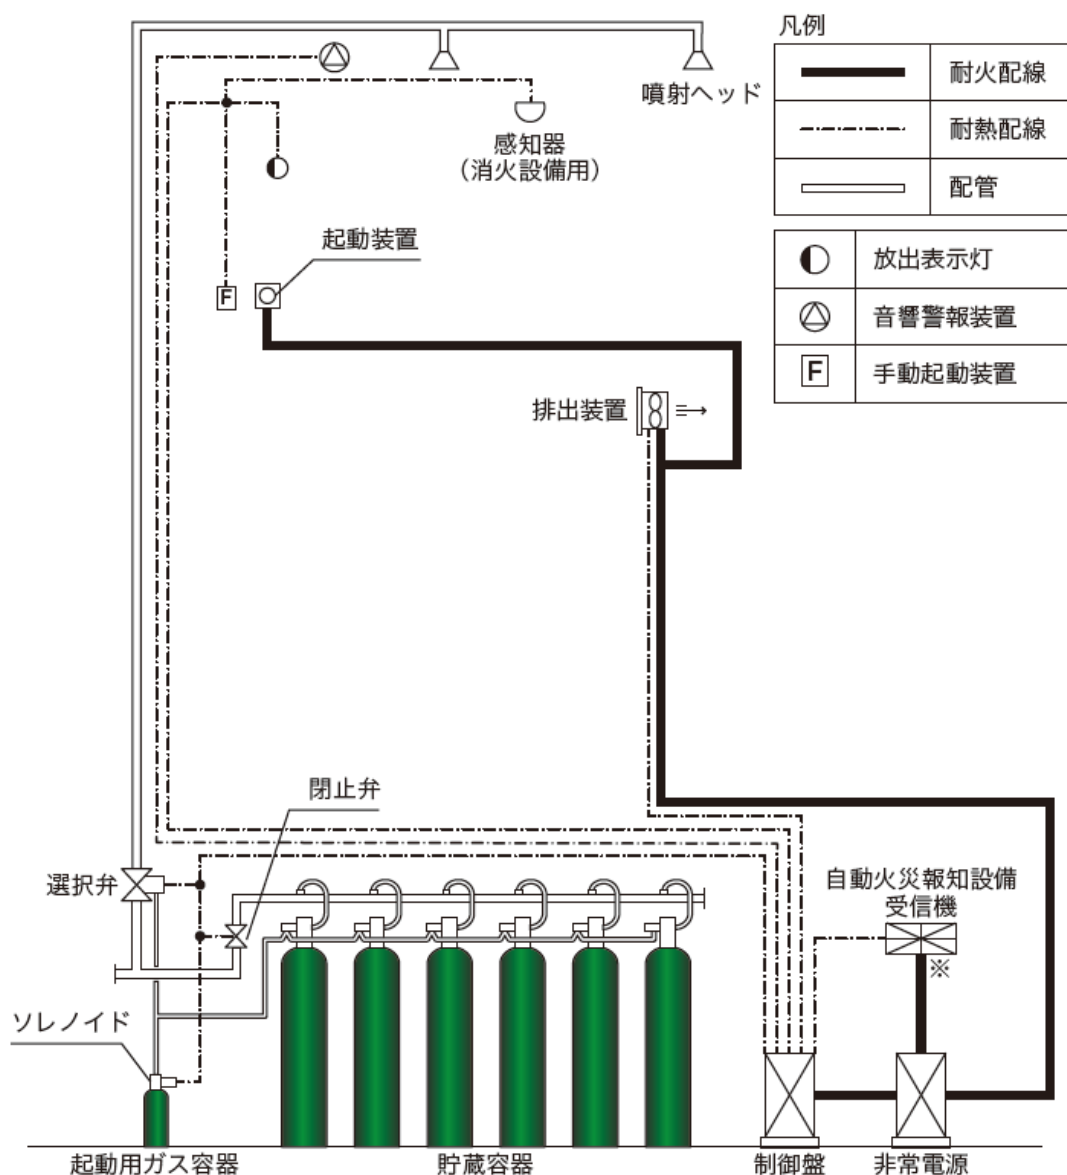 凡例
耐火配線
耐熱配線
配管
放出表示灯
音響警報装置
F
手動起動装置
噴射ヘッド
感知器
（消火設備用）
起動装置
F
排出装置
閉止弁
選択弁
自動火災報知設備
受信機
※
ソレノイド
起動用ガス容器
貯蔵容器
制御盤
非常電源